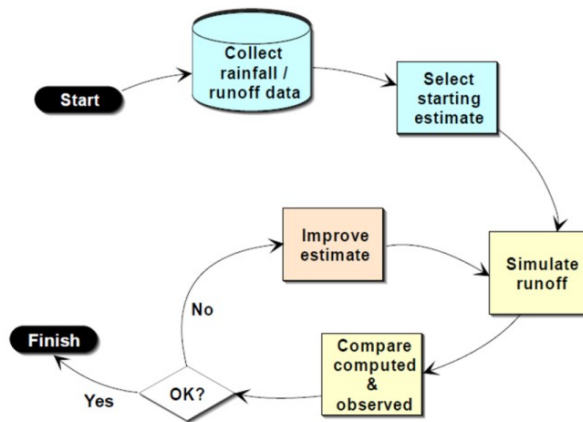 Collect
rainfall /
runoff data
Start
Select
starting
estimate
Improve
estimate
Simulate
runoff
No
Finish
Compare
computed
&
observed
OK?
Yes